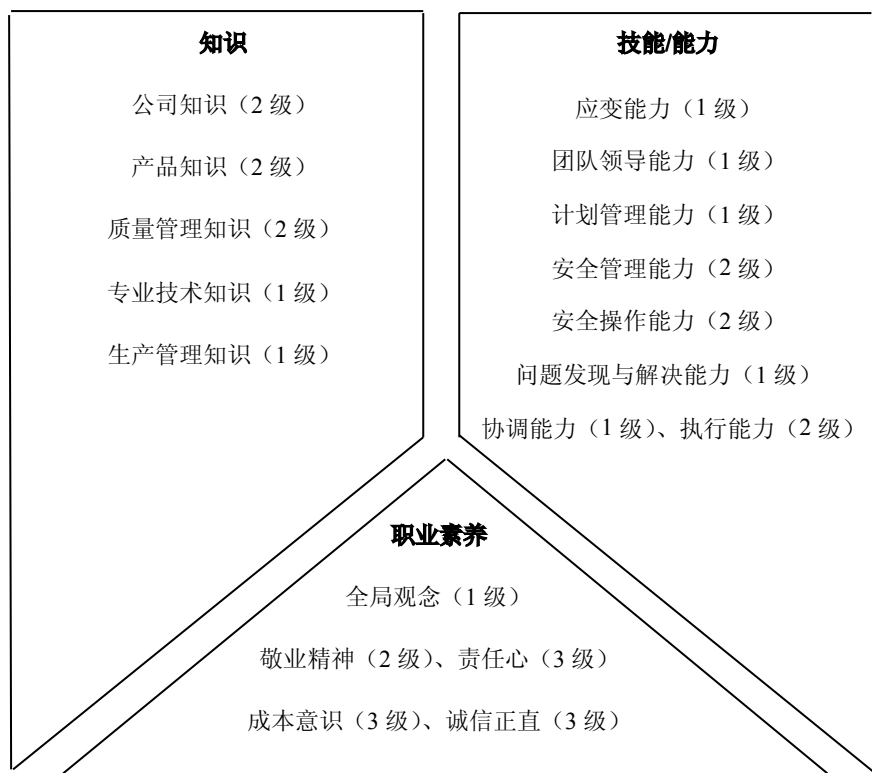 知识
公司知识（2 级）
产品知识（2 级）
质量管理知识（2 级）
专业技术知识（1 级）
生产管理知识（1 级）
技能/能力
应变能力（1 级）
团队领导能力（1 级）
计划管理能力（1 级）
安全管理能力（2 级）
安全操作能力（2 级）
问题发现与解决能力（1 级）
协调能力（1 级）、执行能力（2 级）
职业素养
全局观念（1 级）
敬业精神（2 级）、责任心（3 级）
成本意识（3 级）、诚信正直（3 级）